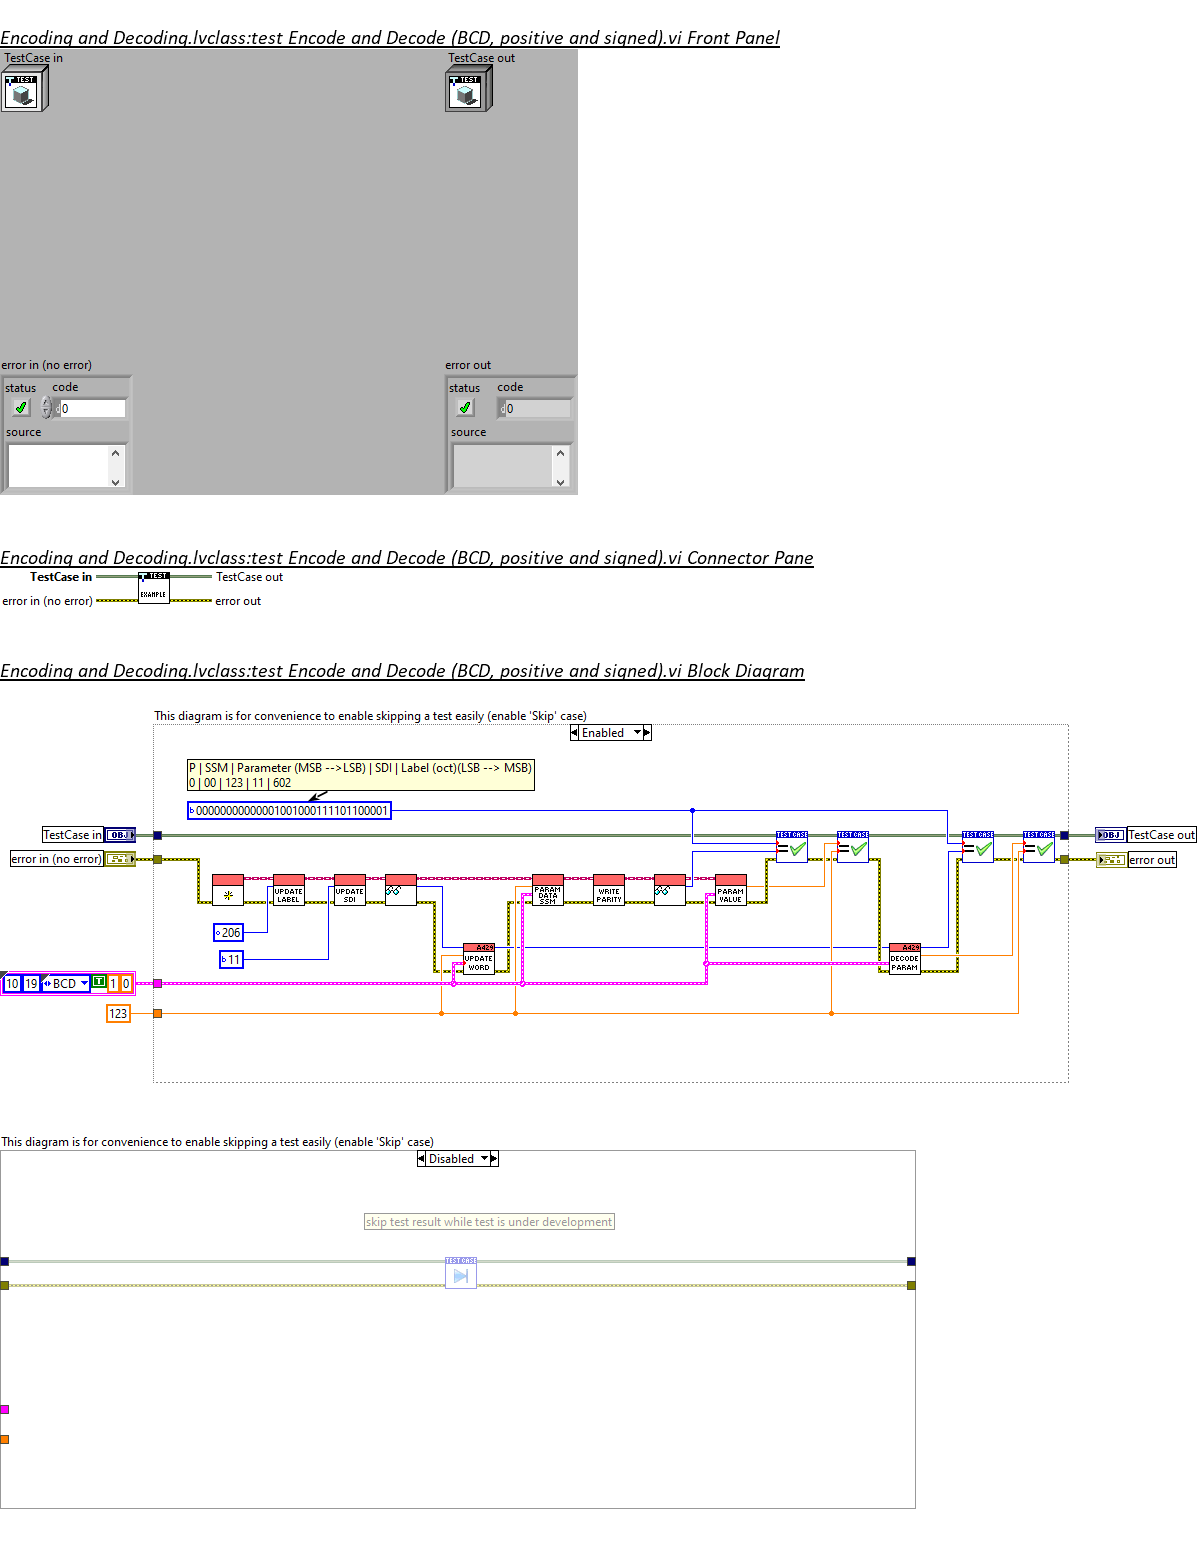 Encoding and Decoding.lvclass:test Encode and Decode (BCD, positive and signed).vi Front Panel
TestCase in TestCase out
TEST TEST
error in (no error) error out
status code status code
d 0 d 0
source source
Encoding and Decoding.lvclass:test Encode and Decode (BCD, positive and signed).vi Connector Pane
TestCase in TEST TestCase out
error in (no error) EXAMPLE error out
Encoding and Decoding.lvclass:test Encode and Decode (BCD, positive and signed).vi Block Diagram
This diagram is for convenience to enable skipping a test easily (enable 'Skip' case)
Enabled
P | SSM | Parameter (MSB -->LSB) | SDI | Label (oct)(LSB --> MSB)
0 | 00 | 123 | 11 | 602
b 00000000000001001000111101100001
TestCase in OBJ TEST CASE TEST CASE TEST CASE TEST CASE OBJ TestCase out
error in (no error) error out
UPDATE LABEL UPDATE SDI PARAM DATA SSM WRITE PARITY PARAM VALUE
o 206
b 11
A429 UPDATE WORD A429 DECODE PARAM
10 19 BCD T 1 0
123
This diagram is for convenience to enable skipping a test easily (enable 'Skip' case)
Disabled
skip test result while test is under development
TEST CASE